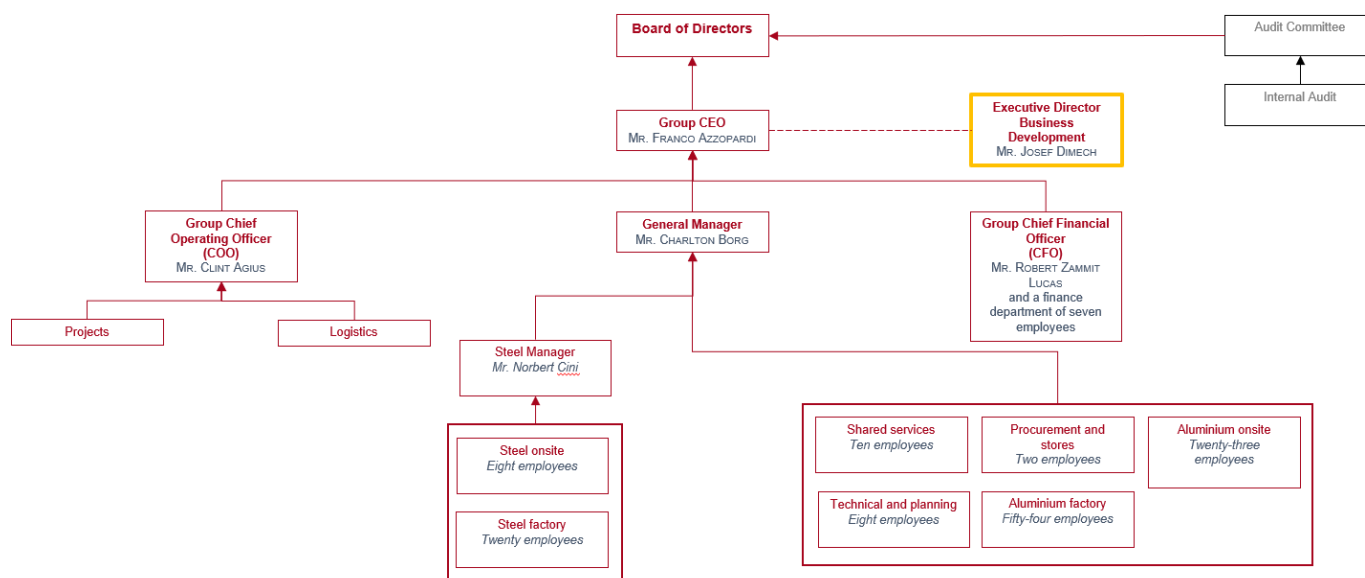 Board of Directors
Audit Committee
Internal Audit
Group CEO
MR. FRANCO AZZOPARDI
Executive Director
Business
Development
MR. JOSEF DIMECH
Group Chief
Operating Officer
(COO)
MR. CLINT AGIUS
General Manager
MR. CHARLTON BORG
Group Chief Financial
Officer
(CFO)
MR. ROBERT ZAMMIT
LUCAS
and a finance
department of seven
employees
Projects
Logistics
Steel Manager
Mr. Norbert Cini
Steel onsite
Eight employees
Steel factory
Twenty employees
Shared services
Ten employees
Procurement and
stores
Two employees
Aluminium onsite
Twenty-three
employees
Technical and planning
Eight employees
Aluminium factory
Fifty-four employees